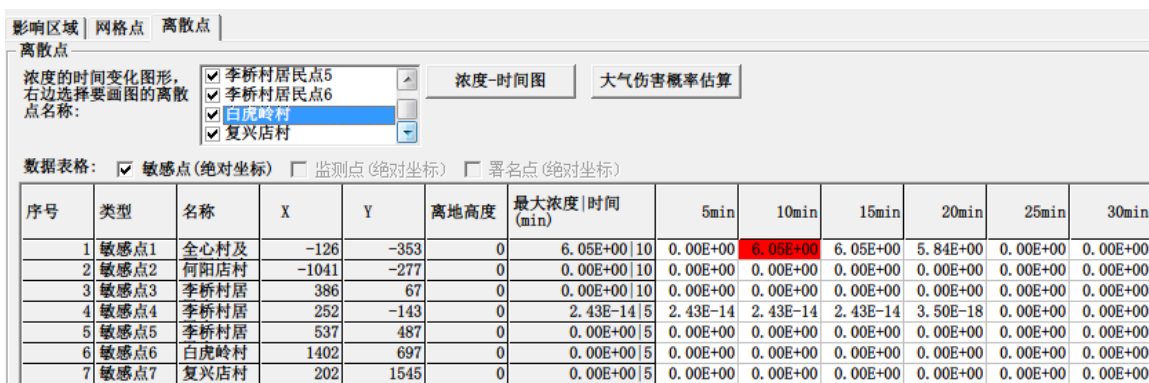 影响区域 网格点 离散点
离散点
浓度的时间变化图形，
右边选择要画图的离散
点名称：
李桥村居民点5
李桥村居民点6
白虎岭村
复兴店村
浓度-时间图 大气伤害概率估算
数据表格： 敏感点(绝对坐标) 监测点(绝对坐标) 署名点(绝对坐标)
序号 类型 名称 X Y 离地高度 最大浓度|时间(min) 5min 10min 15min 20min 25min 30min
1 敏感点1 全心村及 -126 -353 0 6.05E+00|10 0.00E+00 6.05E+00 6.05E+00 5.84E+00 0.00E+00 0.00E+00
2 敏感点2 何阳店村 -1041 -277 0 0.00E+00|10 0.00E+00 0.00E+00 0.00E+00 0.00E+00 0.00E+00 0.00E+00
3 敏感点3 李桥村居 386 67 0 0.00E+00|10 0.00E+00 0.00E+00 0.00E+00 0.00E+00 0.00E+00 0.00E+00
4 敏感点4 李桥村居 252 -143 0 2.43E-14|5 2.43E-14 2.43E-14 2.43E-14 3.50E-18 0.00E+00 0.00E+00
5 敏感点5 李桥村居 537 487 0 0.00E+00|5 0.00E+00 0.00E+00 0.00E+00 0.00E+00 0.00E+00 0.00E+00
6 敏感点6 白虎岭村 1402 697 0 0.00E+00|5 0.00E+00 0.00E+00 0.00E+00 0.00E+00 0.00E+00 0.00E+00
7 敏感点7 复兴店村 202 1545 0 0.00E+00|5 0.00E+00 0.00E+00 0.00E+00 0.00E+00 0.00E+00 0.00E+00